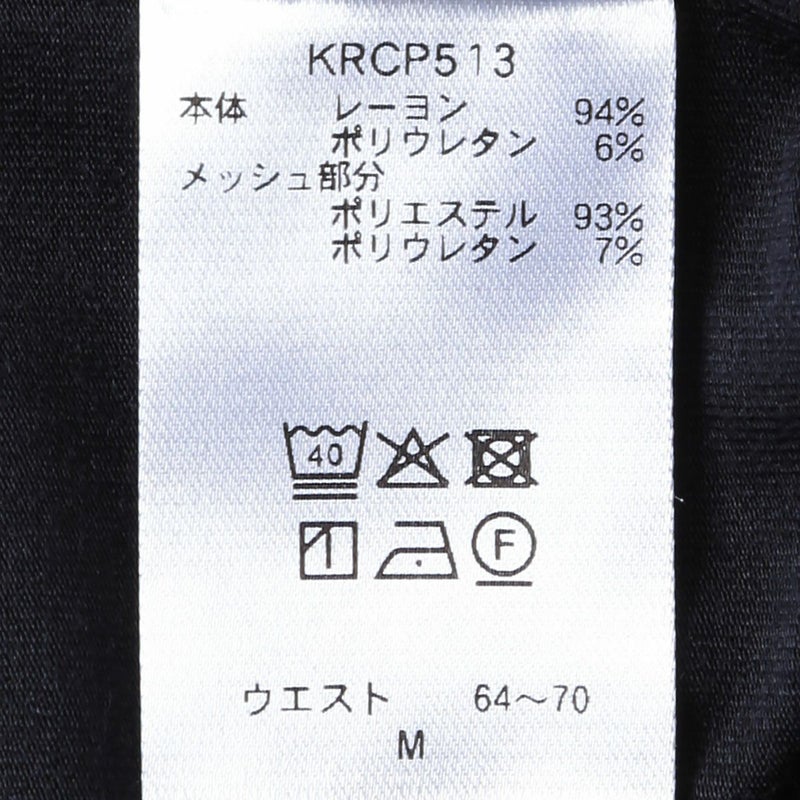 KRCP513
本体 レーヨン 94%
ポリウレタン 6%
メッシュ部分
ポリエステル 93%
ポリウレタン 7%
40
F
ウエスト 64〜70
M